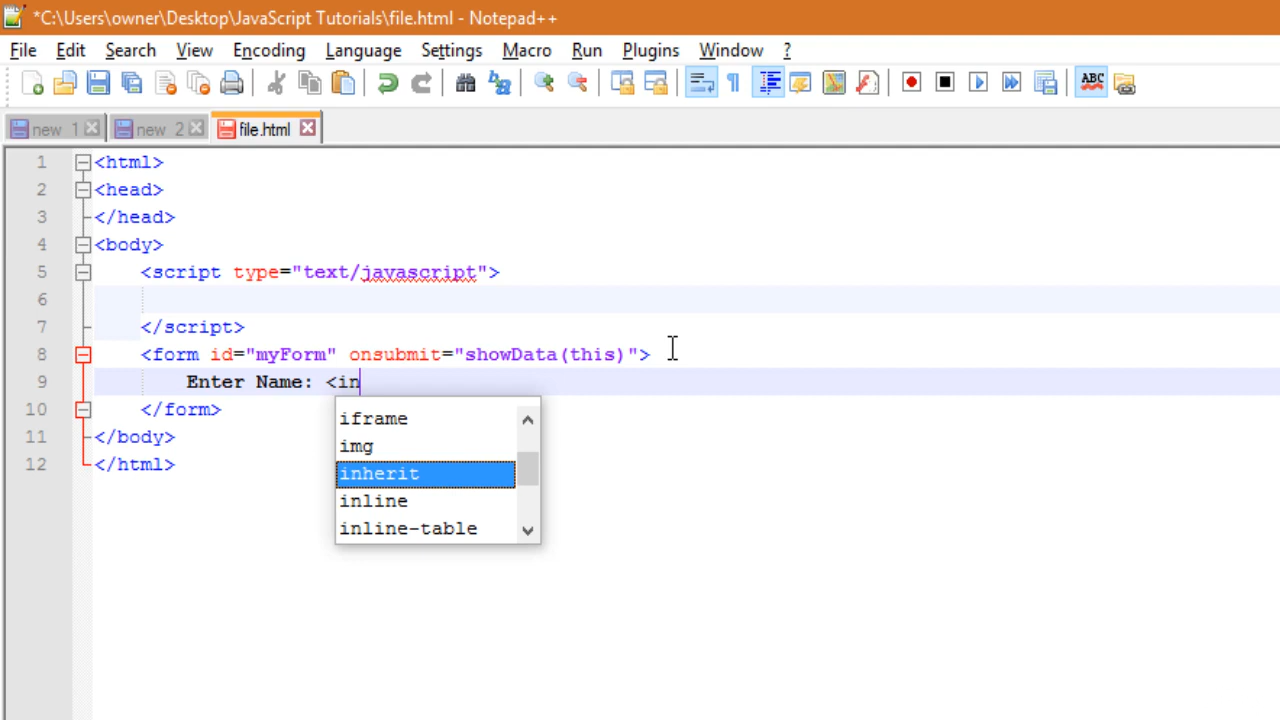 *C:\Users\owner\Desktop\JavaScript Tutorials\file.html - Notepad++
File Edit Search View Encoding Language Settings Macro Run Plugins Window ?
ABC
new 1 new 2 file.html
1 <html>
2 <head>
3 </head>
4 <body>
5 <script type="text/javascript">
6
7 </script>
8 <form id="myForm" onsubmit="showData(this)">
9 Enter Name: <in
10 </form>
11 </body>
12 </html>
iframe
img
inherit
inline
inline-table